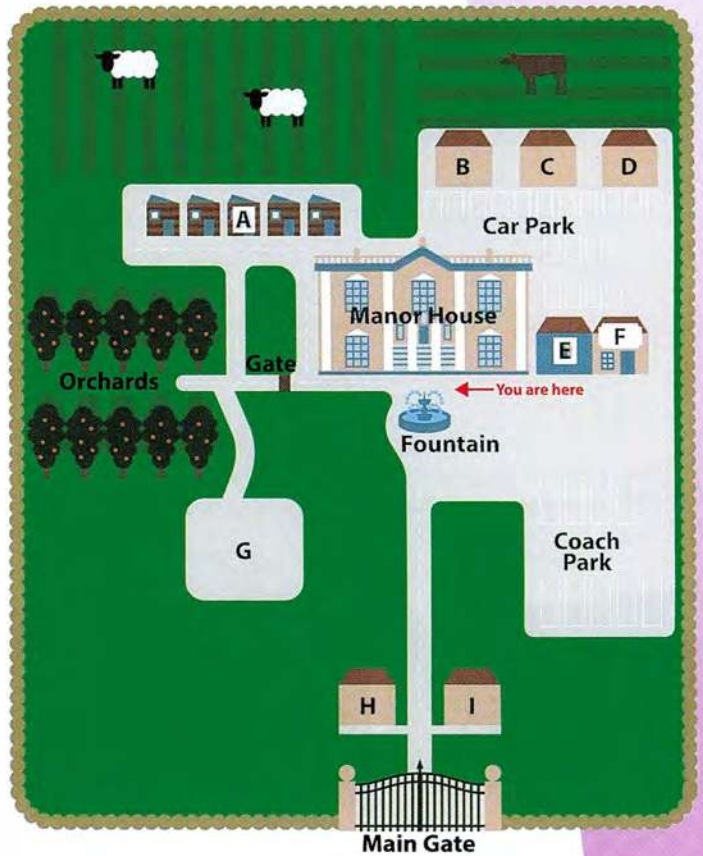 B
C
D
A
Car Park
Manor House
E
F
Orchards
Gate
You are here
Fountain
G
Coach
Park
H
I
Main Gate